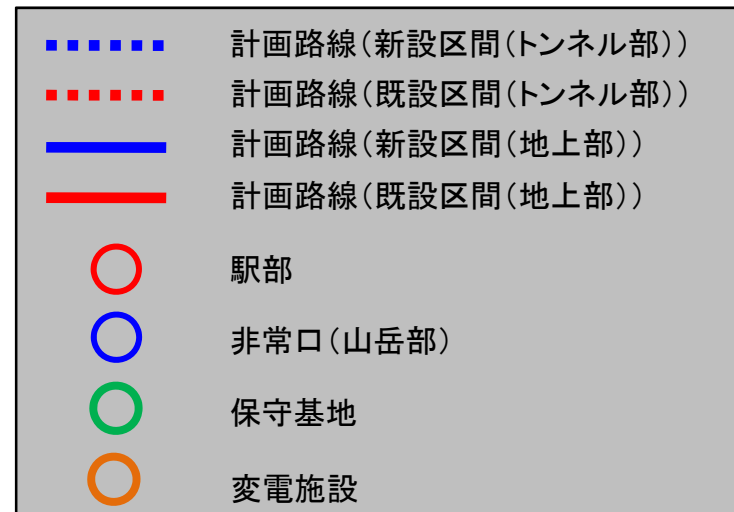 計画路線(新設区間(トンネル部))
計画路線(既設区間(トンネル部))
計画路線(新設区間(地上部))
計画路線(既設区間(地上部))
駅部
非常口(山岳部)
保守基地
変電施設